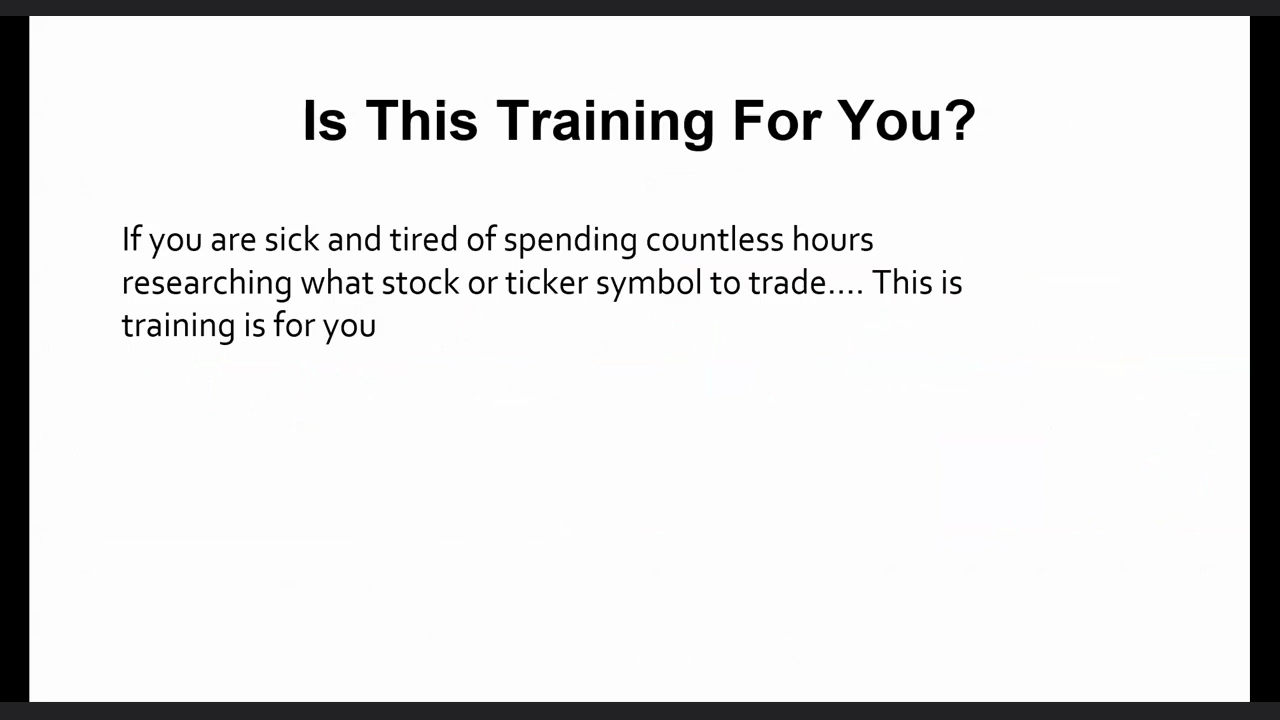 Is This Training For You?
If you are sick and tired of spending countless hours
researching what stock or ticker symbol to trade.... This is
training is for you